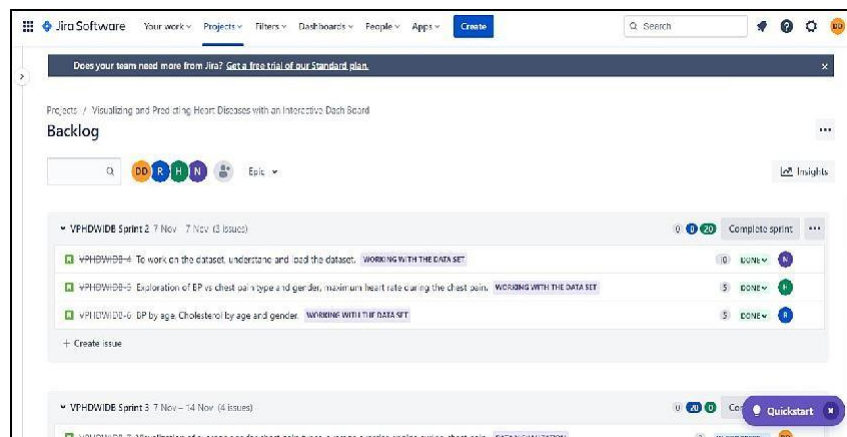 Jira Software Your work Projects Filters Dashboards People Apps Create Search DD
Does your team need more from Jira? Get a free trial of our Standard plan. ×
Projects / Visualizing and Predicting Heart Diseases with an Interactive Dash Board
Backlog
DD R H N Epic Insights
VPHDWIDB Sprint 2 7 Nov – 7 Nov (3 issues) 0 0 20 Complete sprint
VPHDWIDB-4 To work on the dataset, understand and load the dataset. WORKING WITH THE DATA SET 10 DONE N
VPHDWIDB-5 Exploration of BP vs chest pain type and gender, maximum heart rate during the chest pain. WORKING WITH THE DATA SET 5 DONE H
VPHDWIDB-6 BP by age, Cholesterol by age and gender. WORKING WITH THE DATA SET 5 DONE R
+ Create issue
VPHDWIDB Sprint 3 7 Nov – 14 Nov (4 issues) 0 20 0 Quickstart ×